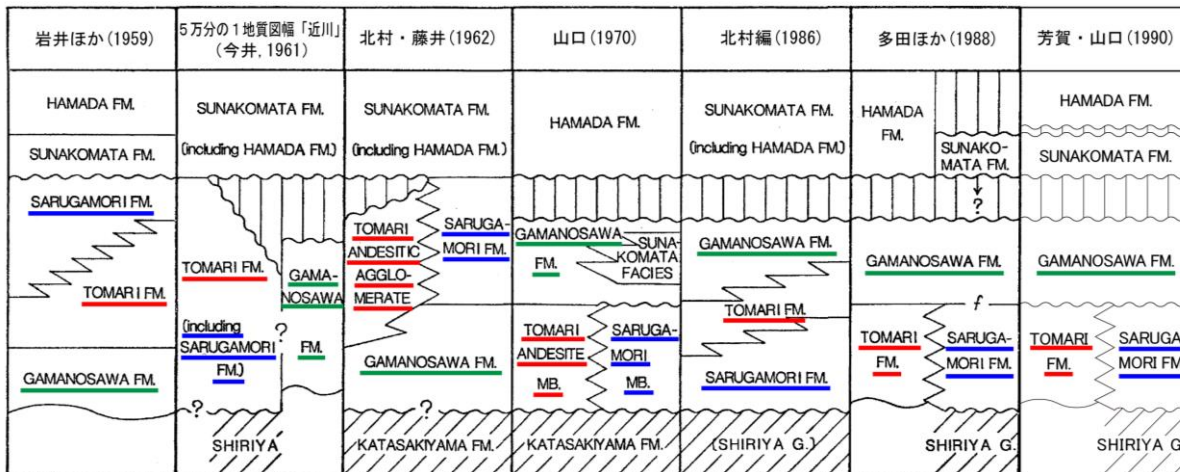 岩井ほか(1959)
HAMADA FM.
SUNAKOMATA FM.
SARUGAMORI FM.
TOMARI FM.
GAMANOSAWA FM.
5万分の1地質図幅「近川」
(今井, 1961)
SUNAKOMATA FM.
(including HAMADA FM.)
TOMARI FM.
(including
SARUGAMORI
FM.)
GAMA-
NOSAWA
FM.
?
?
SHIRIYA
北村・藤井(1962)
SUNAKOMATA FM.
(including HAMADA FM.)
TOMARI
ANDESITIC
AGGLO-
MERATE
SARUGA-
MORI FM.
GAMANOSAWA FM.
?
KATASAKIYAMA FM.
山口(1970)
HAMADA FM.
GAMANOSAWA
FM.
SUNA-
KOMATA
FACIES
TOMARI
ANDESITE
MB.
SARUGA-
MORI
MB.
KATASAKIYAMA FM.
北村編(1986)
SUNAKOMATA FM.
(including HAMADA FM.)
GAMANOSAWA FM.
TOMARI FM.
SARUGAMORI FM.
(SHIRIYA G.)
多田ほか(1988)
HAMADA
FM.
SUNAKO-
MATA FM.
?
GAMANOSAWA FM.
f
TOMARI
FM.
SARUGA-
MORI FM.
SHIRIYA G.
芳賀・山口(1990)
HAMADA FM.
SUNAKOMATA FM.
GAMANOSAWA FM.
TOMARI
FM.
SARUGA
MORI FM
SHIRIYA G